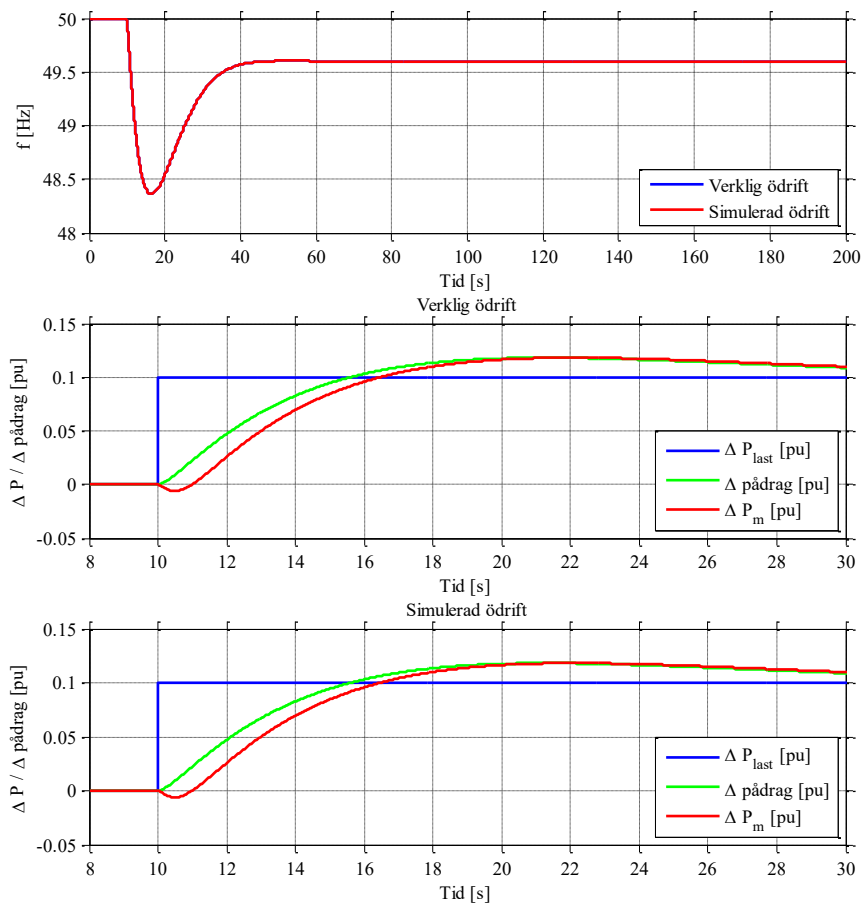 50
49.5
49
48.5
48
f [Hz]
Verklig ödrift
Simulerad ödrift
0 20 40 60 80 100 120 140 160 180 200
Tid [s]
Verklig ödrift
0.15
0.1
0.05
0
-0.05
Δ P / Δ pådrag [pu]
Δ Plast [pu]
Δ pådrag [pu]
Δ Pm [pu]
8 10 12 14 16 18 20 22 24 26 28 30
Tid [s]
Simulerad ödrift
0.15
0.1
0.05
0
-0.05
Δ P / Δ pådrag [pu]
Δ Plast [pu]
Δ pådrag [pu]
Δ Pm [pu]
8 10 12 14 16 18 20 22 24 26 28 30
Tid [s]